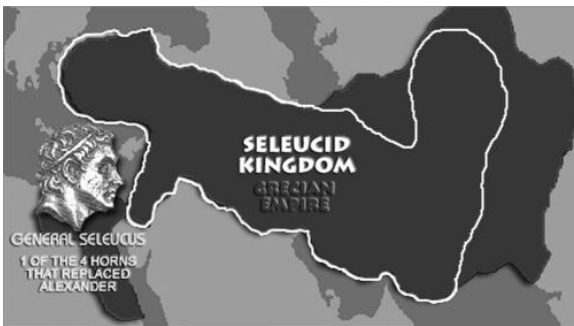 SELEUCID
KINGDOM
GRECIAN
EMPIRE
GENERAL SELEUCUS
1 OF THE 4 HORNS
THAT REPLACED
ALEXANDER